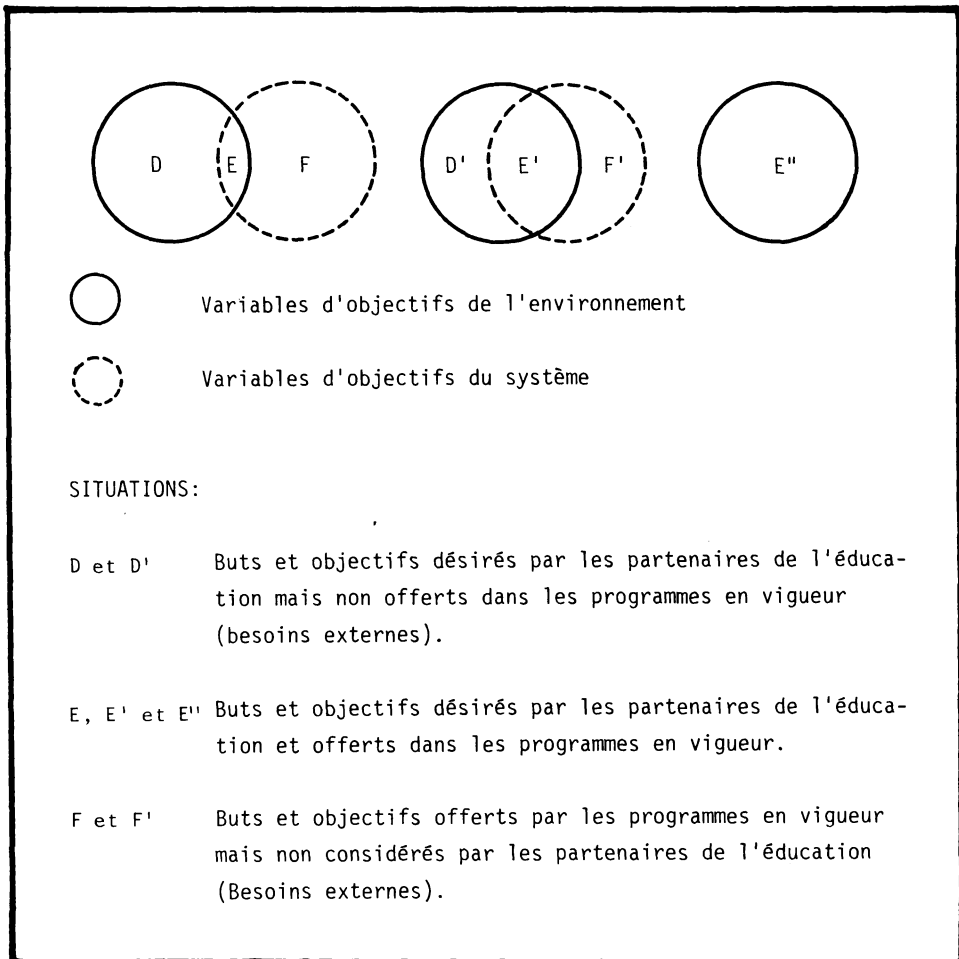 D E F D' E' F' E"
Variables d'objectifs de l'environnement
Variables d'objectifs du système
SITUATIONS:
D et D' Buts et objectifs désirés par les partenaires de l'éduca-
tion mais non offerts dans les programmes en vigueur
(besoins externes).
E, E' et E" Buts et objectifs désirés par les partenaires de l'éduca-
tion et offerts dans les programmes en vigueur.
F et F' Buts et objectifs offerts par les programmes en vigueur
mais non considérés par les partenaires de l'éducation
(Besoins externes).